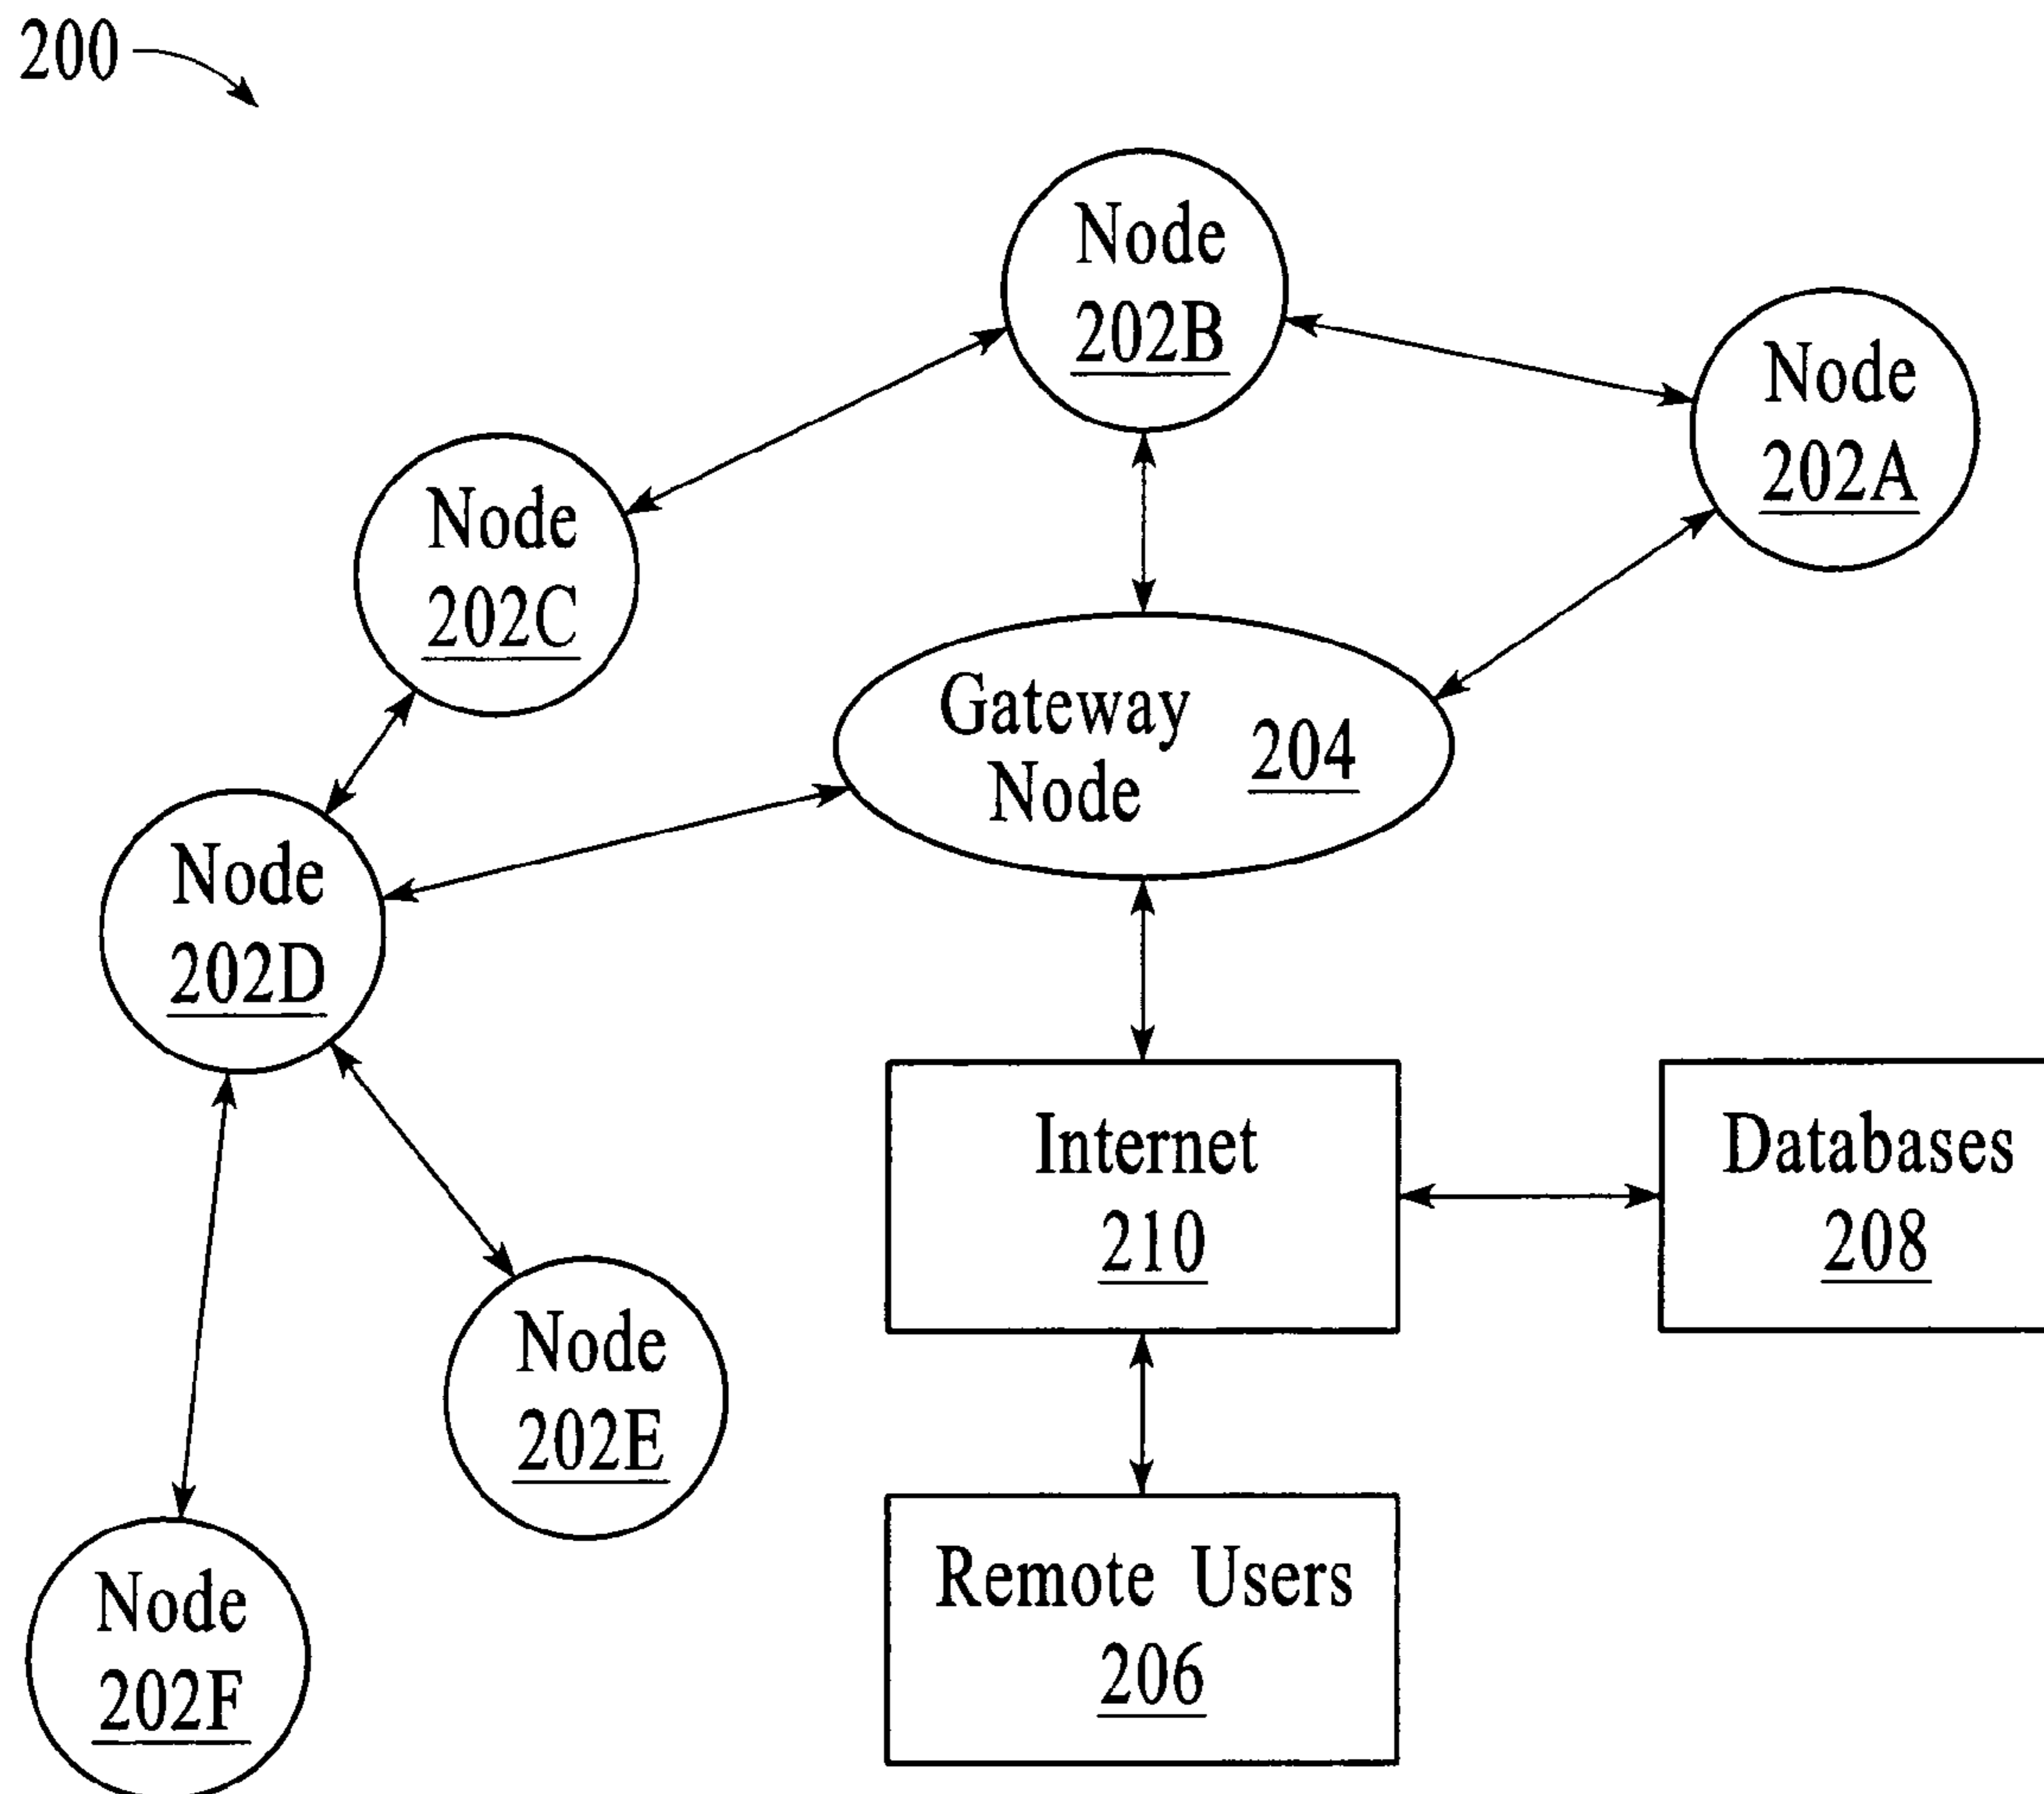 200
Node
202B
Node
202A
Node
202C
Gateway
Node
204
Node
202D
Internet
210
Databases
208
Node
202E
Remote Users
206
Node
202F